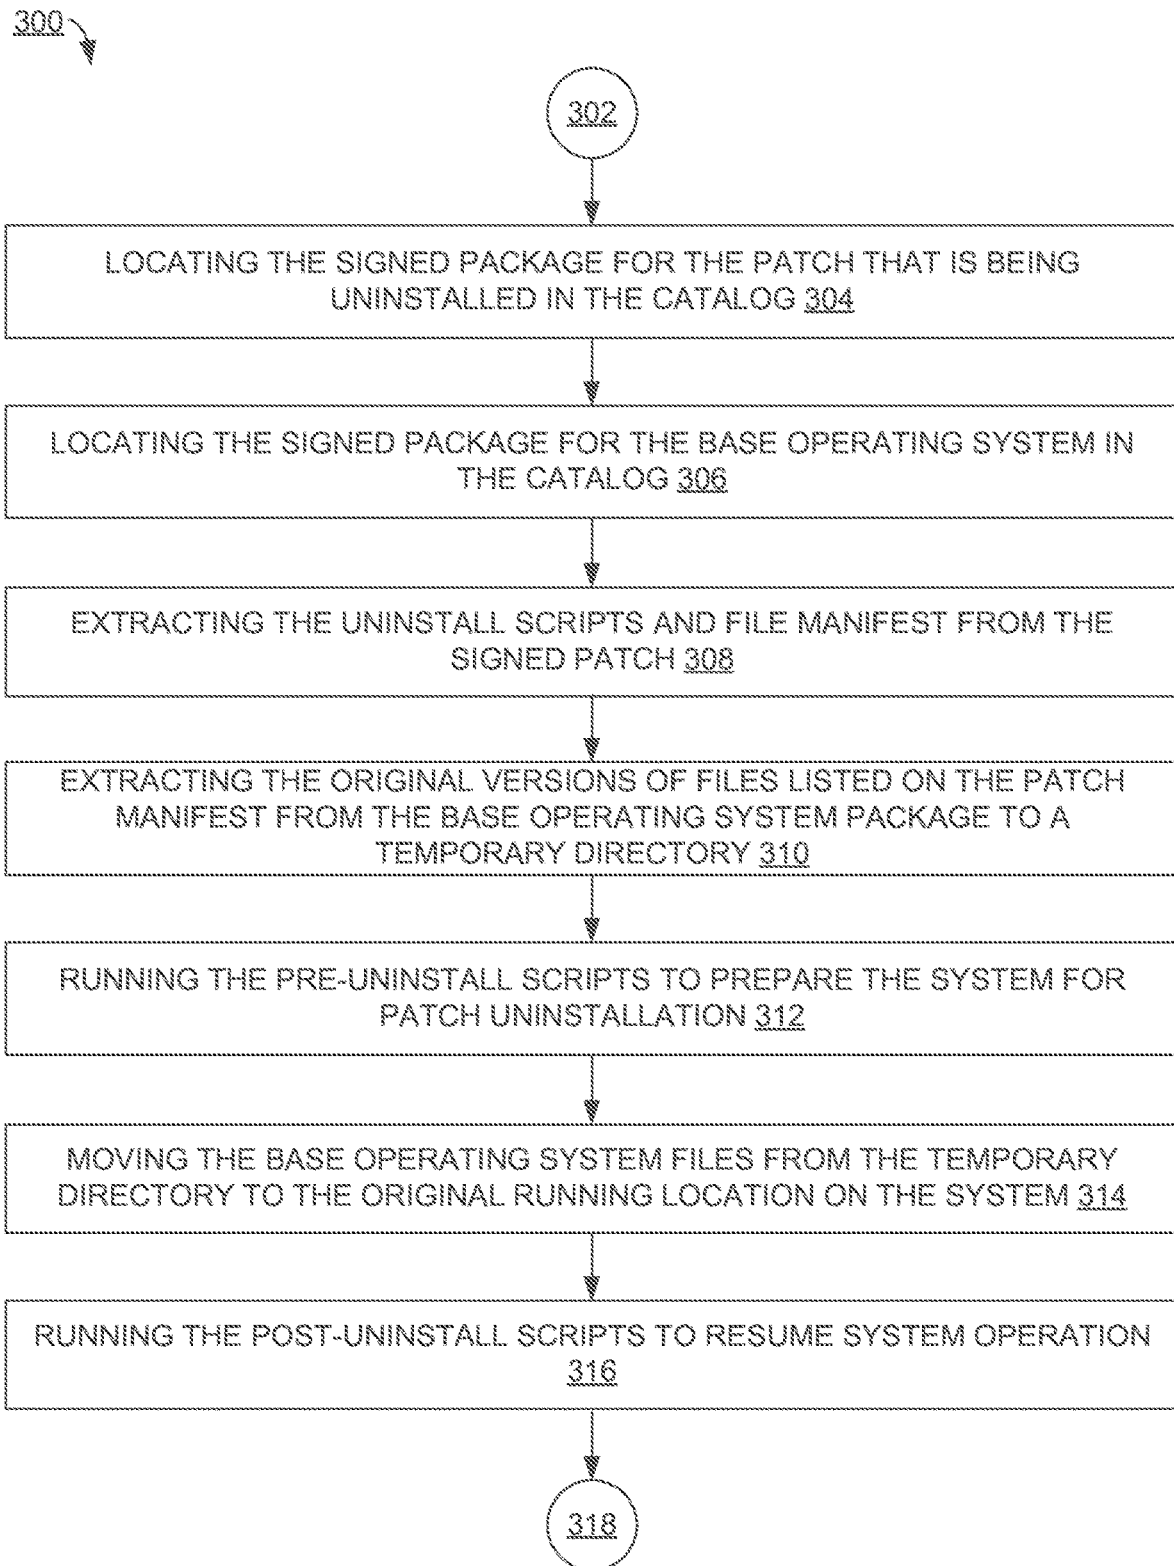 300
302
LOCATING THE SIGNED PACKAGE FOR THE PATCH THAT IS BEING
UNINSTALLED IN THE CATALOG 304
LOCATING THE SIGNED PACKAGE FOR THE BASE OPERATING SYSTEM IN
THE CATALOG 306
EXTRACTING THE UNINSTALL SCRIPTS AND FILE MANIFEST FROM THE
SIGNED PATCH 308
EXTRACTING THE ORIGINAL VERSIONS OF FILES LISTED ON THE PATCH
MANIFEST FROM THE BASE OPERATING SYSTEM PACKAGE TO A
TEMPORARY DIRECTORY 310
RUNNING THE PRE-UNINSTALL SCRIPTS TO PREPARE THE SYSTEM FOR
PATCH UNINSTALLATION 312
MOVING THE BASE OPERATING SYSTEM FILES FROM THE TEMPORARY
DIRECTORY TO THE ORIGINAL RUNNING LOCATION ON THE SYSTEM 314
RUNNING THE POST-UNINSTALL SCRIPTS TO RESUME SYSTEM OPERATION
316
318